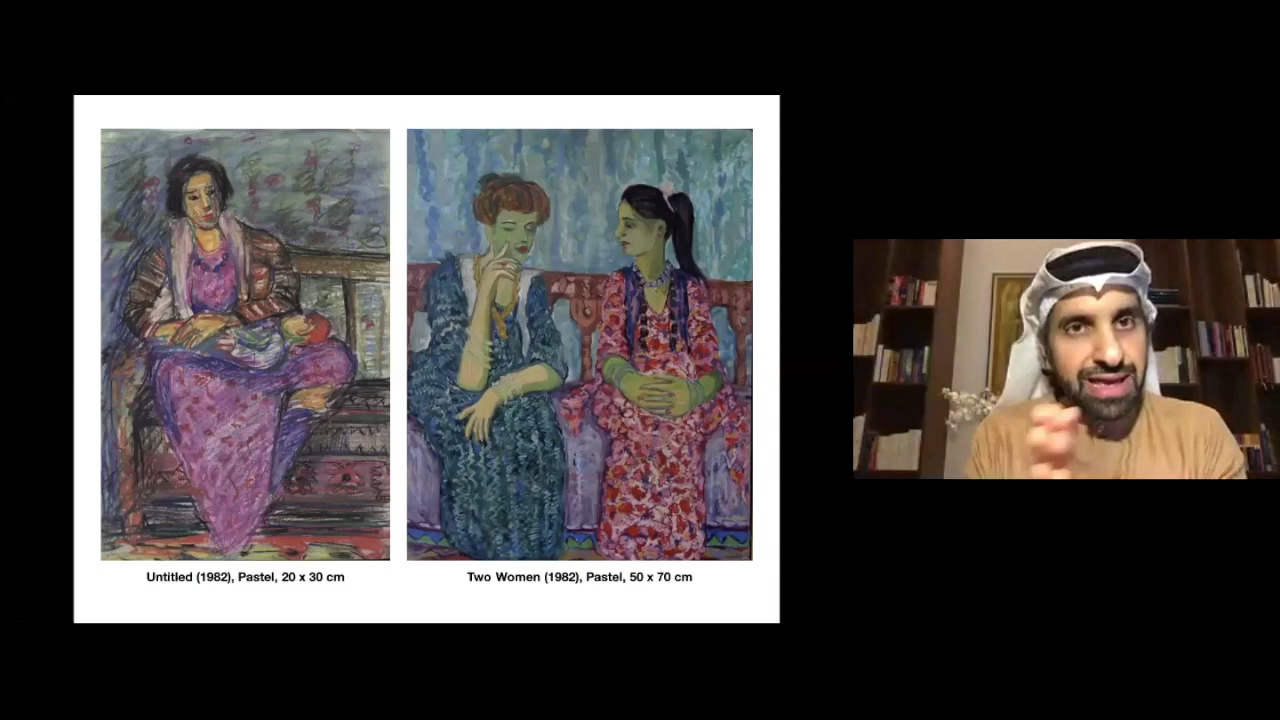 Untitled (1982), Pastel, 20 x 30 cm
Two Women (1982), Pastel, 50 x 70 cm